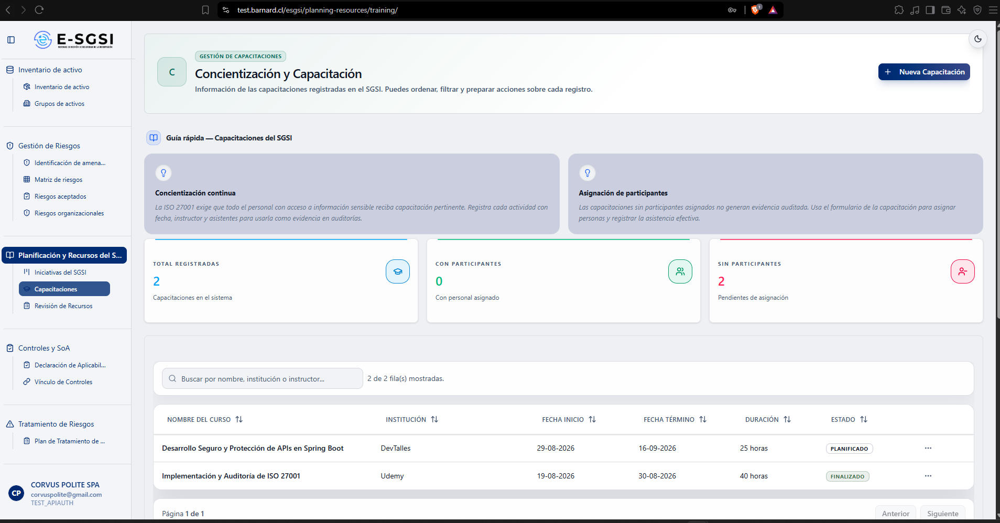 test.barnard.cl/esgsi/planning-resources/training/
1
E-SGSI
SISTEMAS DE GESTIÓN DE SEGURIDAD DE LA INFORMACIÓN
Inventario de activo
Inventario de activo
Grupos de activos
Gestión de Riesgos
Identificación de amena...
Matriz de riesgos
Riesgos aceptados
Riesgos organizacionales
Planificación y Recursos del S...
Iniciativas del SGSI
Capacitaciones
Revisión de Recursos
Controles y SoA
Declaración de Aplicabil...
Vínculo de Controles
Tratamiento de Riesgos
Plan de Tratamiento de ...
CP
CORVUS POLITE SPA
corvuspolite@gmail.com
TEST_APIAUTH
C
GESTIÓN DE CAPACITACIONES
Concientización y Capacitación
Información de las capacitaciones registradas en el SGSI. Puedes ordenar, filtrar y preparar acciones sobre cada registro.
+ Nueva Capacitación
Guía rápida — Capacitaciones del SGSI
Concientización continua
La ISO 27001 exige que todo el personal con acceso a información sensible reciba capacitación pertinente. Registra cada actividad con
fecha, instructor y asistentes para usarla como evidencia en auditorías.
Asignación de participantes
Las capacitaciones sin participantes asignados no generan evidencia auditada. Usa el formulario de la capacitación para asignar
personas y registrar la asistencia efectiva.
TOTAL REGISTRADAS
2
Capacitaciones en el sistema
CON PARTICIPANTES
0
Con personal asignado
SIN PARTICIPANTES
2
Pendientes de asignación
Buscar por nombre, institución o instructor...
2 de 2 fila(s) mostradas.
NOMBRE DEL CURSO INSTITUCIÓN FECHA INICIO FECHA TÉRMINO DURACIÓN ESTADO
Desarrollo Seguro y Protección de APIs en Spring Boot DevTalles 29-08-2026 16-09-2026 25 horas PLANIFICADO ...
Implementación y Auditoría de ISO 27001 Udemy 19-08-2026 30-08-2026 40 horas FINALIZADO ...
Página 1 de 1
Anterior Siguiente